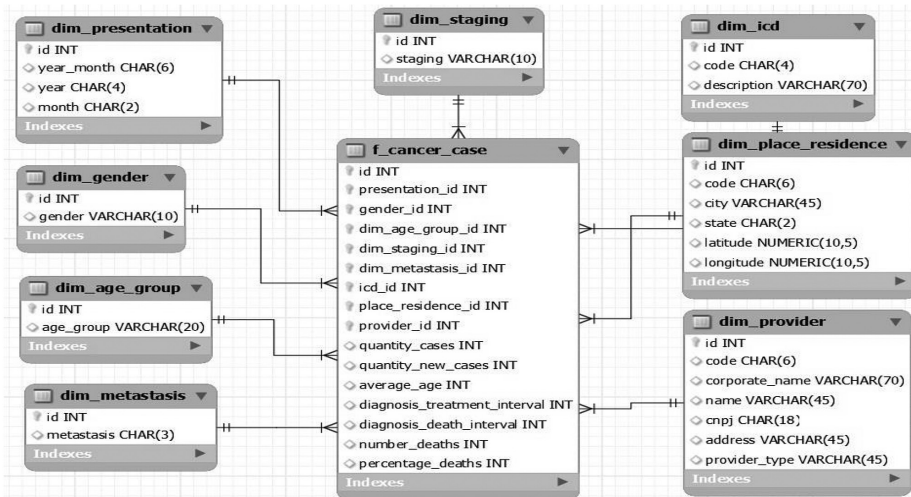 dim_presentation
id INT
year_month CHAR(6)
year CHAR(4)
month CHAR(2)
Indexes
dim_staging
id INT
staging VARCHAR(10)
Indexes
dim_icd
id INT
code CHAR(4)
description VARCHAR(70)
Indexes
dim_gender
id INT
gender VARCHAR(10)
Indexes
f_cancer_case
id INT
presentation_id INT
gender_id INT
dim_age_group_id INT
dim_staging_id INT
dim_metastasis_id INT
icd_id INT
place_residence_id INT
provider_id INT
quantity_cases INT
quantity_new_cases INT
average_age INT
diagnosis_treatment_interval INT
diagnosis_death_interval INT
number_deaths INT
percentage_deaths INT
Indexes
dim_place_residence
id INT
code CHAR(6)
city VARCHAR(45)
state CHAR(2)
latitude NUMERIC(10,5)
longitude NUMERIC(10,5)
Indexes
dim_age_group
id INT
age_group VARCHAR(20)
Indexes
dim_metastasis
id INT
metastasis CHAR(3)
Indexes
dim_provider
id INT
code CHAR(6)
corporate_name VARCHAR(70)
name VARCHAR(45)
cnpj CHAR(18)
address VARCHAR(45)
provider_type VARCHAR(45)
Indexes